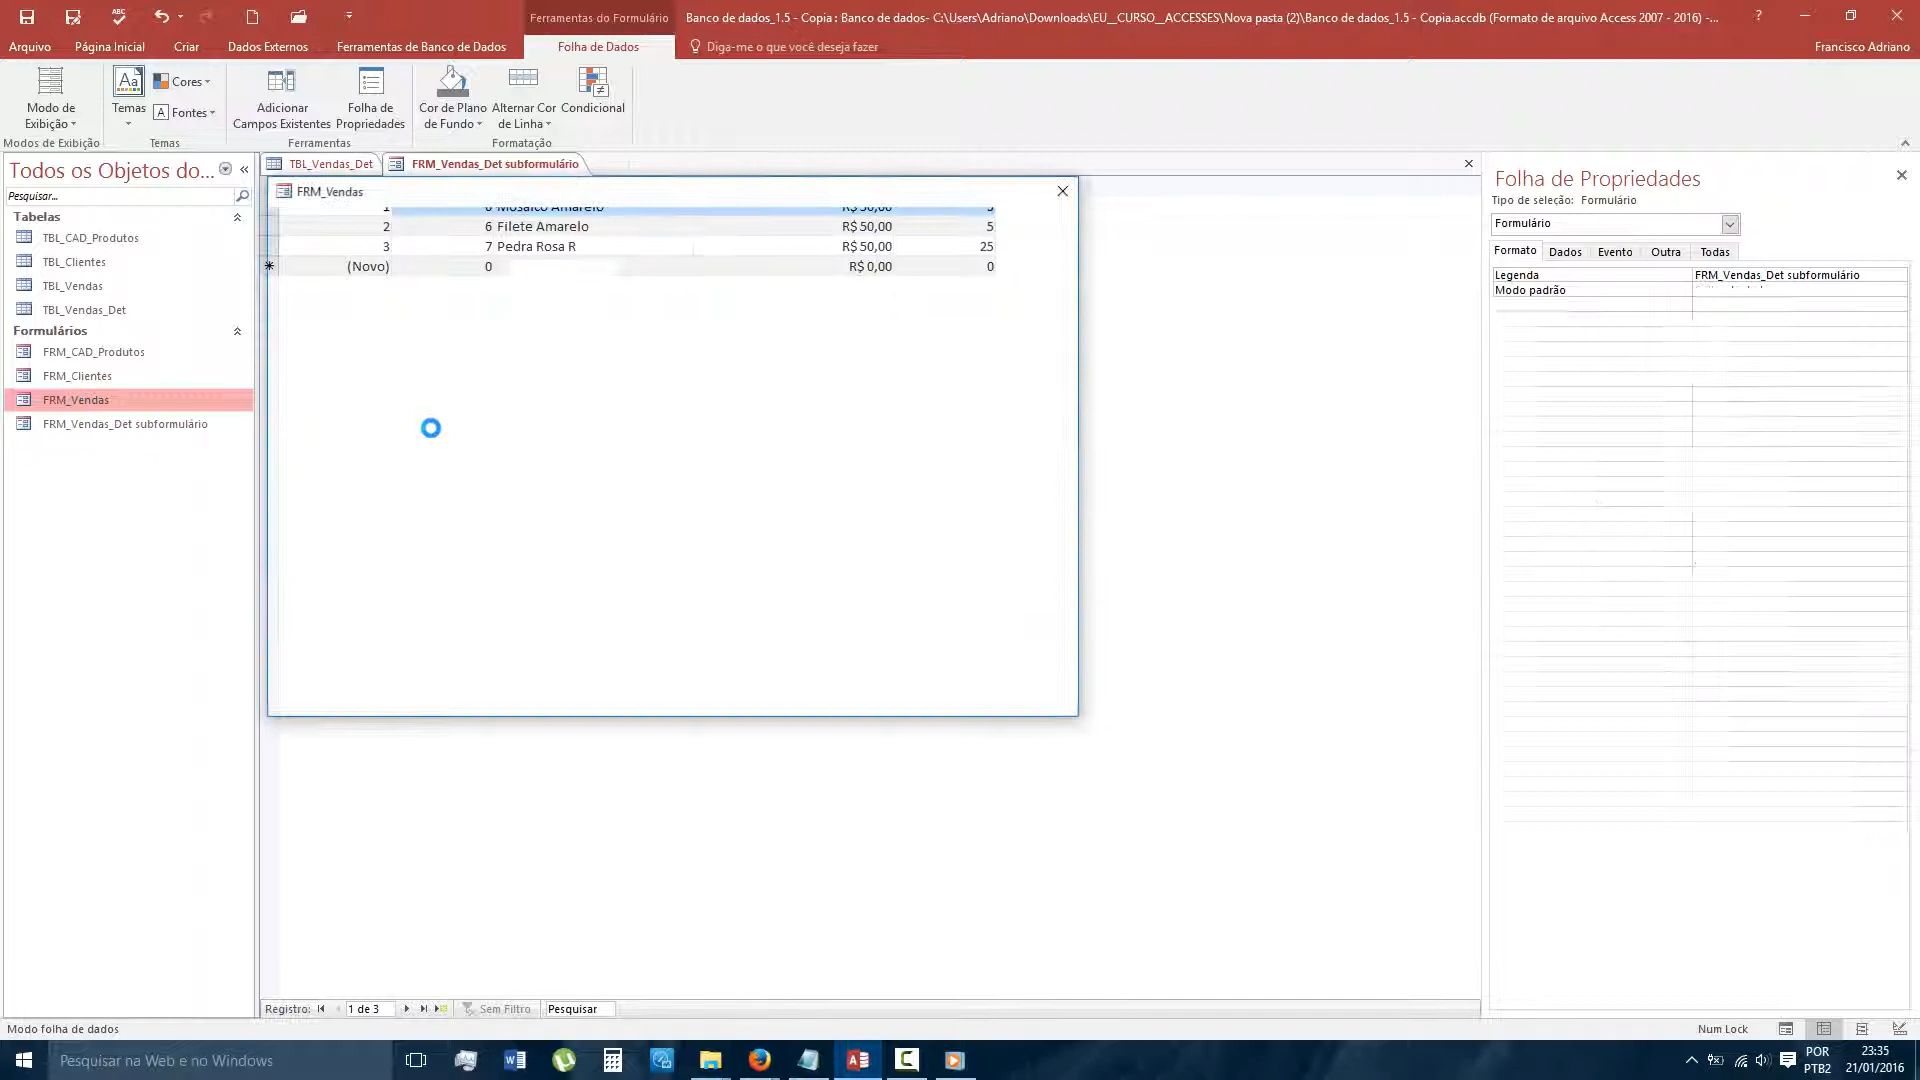 Ferramentas do Formulário
Banco de dados_1.5 - Copia : Banco de dados- C:\Users\Adriano\Downloads\EU__CURSO__ACCESSES\Nova pasta (2)\Banco de dados_1.5 - Copia.accdb (Formato de arquivo Access 2007 - 2016) -...
?
Arquivo
Página Inicial
Criar
Dados Externos
Ferramentas de Banco de Dados
Folha de Dados
Diga-me o que você deseja fazer
Francisco Adriano
Modo de Exibição
Temas
Cores
Fontes
Adicionar Campos Existentes
Folha de Propriedades
Cor de Plano de Fundo
Alternar Cor de Linha
Condicional
Modos de Exibição
Temas
Ferramentas
Formatação
Todos os Objetos do...
Pesquisar...
Tabelas
TBL_CAD_Produtos
TBL_Clientes
TBL_Vendas
TBL_Vendas_Det
Formulários
FRM_CAD_Produtos
FRM_Clientes
FRM_Vendas
FRM_Vendas_Det subformulário
TBL_Vendas_Det
FRM_Vendas_Det subformulário
FRM_Vendas
Mosaico Amarelo R$ 50,00
2 6 Filete Amarelo R$ 50,00 5
3 7 Pedra Rosa R R$ 50,00 25
(Novo) 0 R$ 0,00 0
Folha de Propriedades
Tipo de seleção: Formulário
Formulário
Formato Dados Evento Outra Todas
Legenda FRM_Vendas_Det subformulário
Modo padrão
Registro: 1 de 3 Sem Filtro Pesquisar
Modo folha de dados
Num Lock
Pesquisar na Web e no Windows
POR
PTB2
23:35
21/01/2016